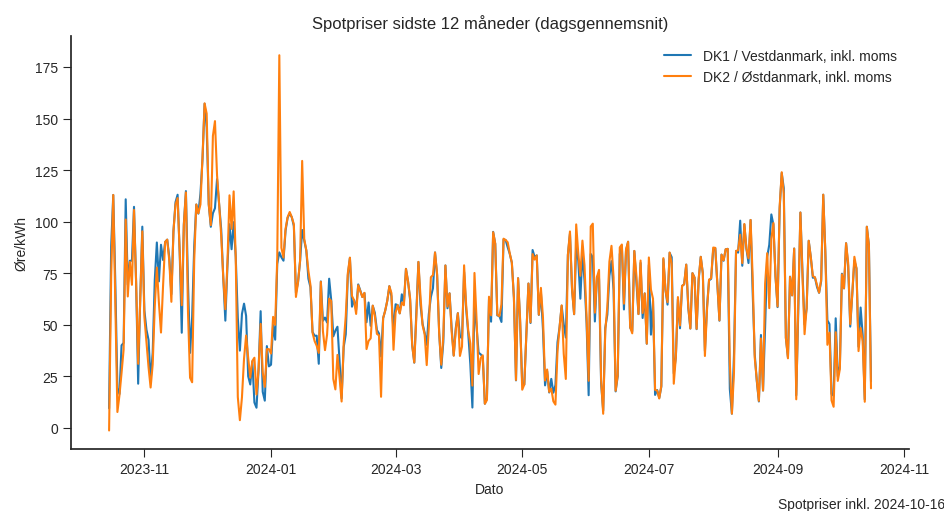 Spotpriser sidste 12 måneder (dagsgennemsnit)
DK1 / Vestdanmark, inkl. moms
DK2 / Østdanmark, inkl. moms
Øre/kWh
175
150
125
100
75
50
25
0
2023-11
2024-01
2024-03
2024-05
2024-07
2024-09
2024-11
Dato
Spotpriser inkl. 2024-10-16